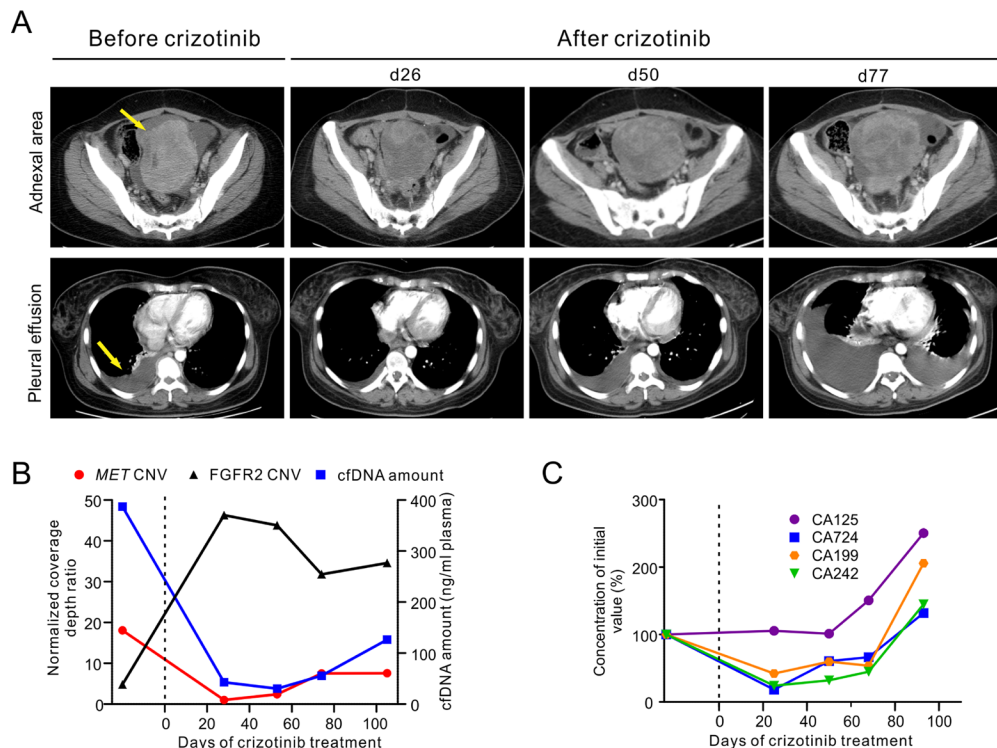 A
Before crizotinib
After crizotinib
d26
d50
d77
Adnexal area
Pleural effusion
B
MET CNV
FGFR2 CNV
cfDNA amount
Normalized coverage
depth ratio
50
40
30
20
10
0
400
300
200
100
0
cfDNA amount (ng/ml plasma)
0
20
40
60
80
100
Days of crizotinib treatment
C
CA125
CA724
CA199
CA242
Concentration of initial
value (%)
300
200
100
0
0
20
40
60
80
100
Days of crizotinib treatment